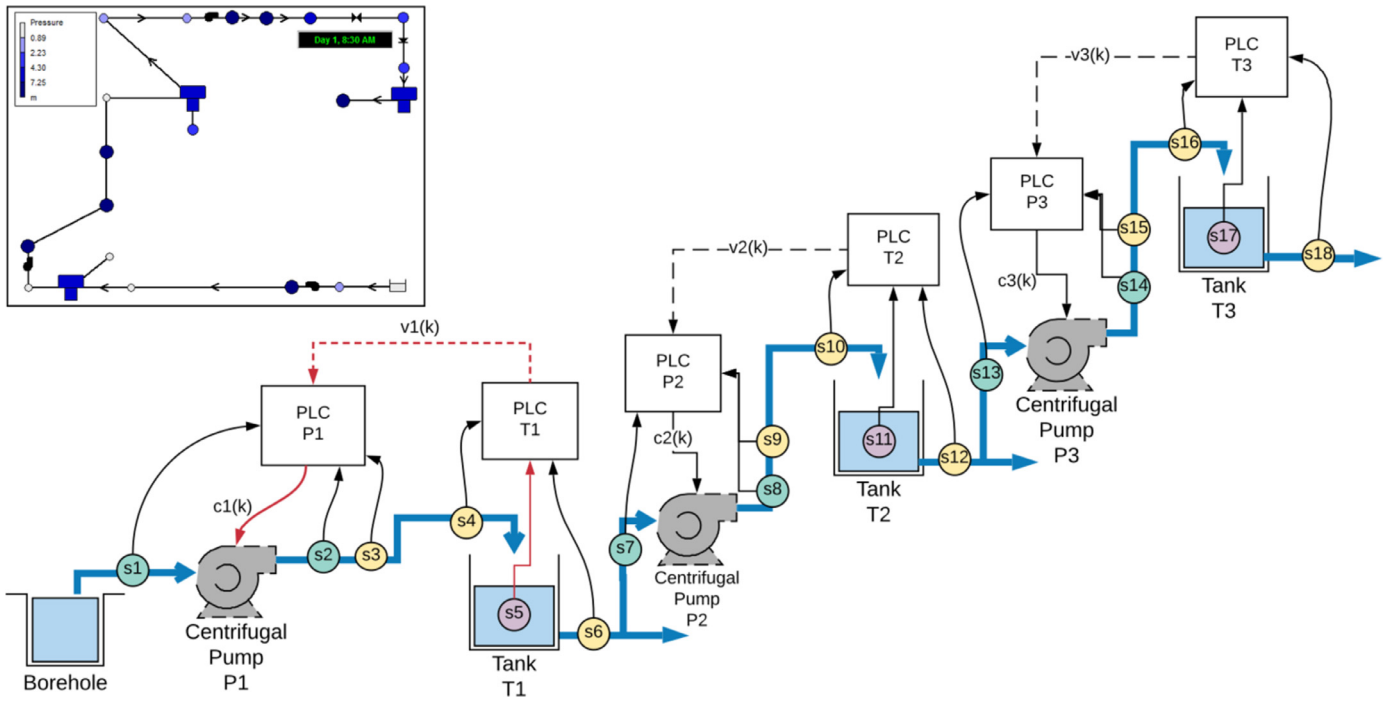 Pressure
0.89
2.23
4.30
7.25
m
Day 1, 8:30 AM
PLC
T3
v3(k)
s16
PLC
P3
s15
s17
s18
s14
Tank
T3
c3(k)
PLC
T2
v2(k)
s10
s13
Centrifugal
Pump
P3
s11
s12
Tank
T2
PLC
P2
c2(k)
s9
s8
s7
Centrifugal
Pump
P2
v1(k)
PLC
P1
PLC
T1
c1(k)
s1
s2
s3
s4
s5
s6
Centrifugal
Pump
P1
Borehole
Tank
T1